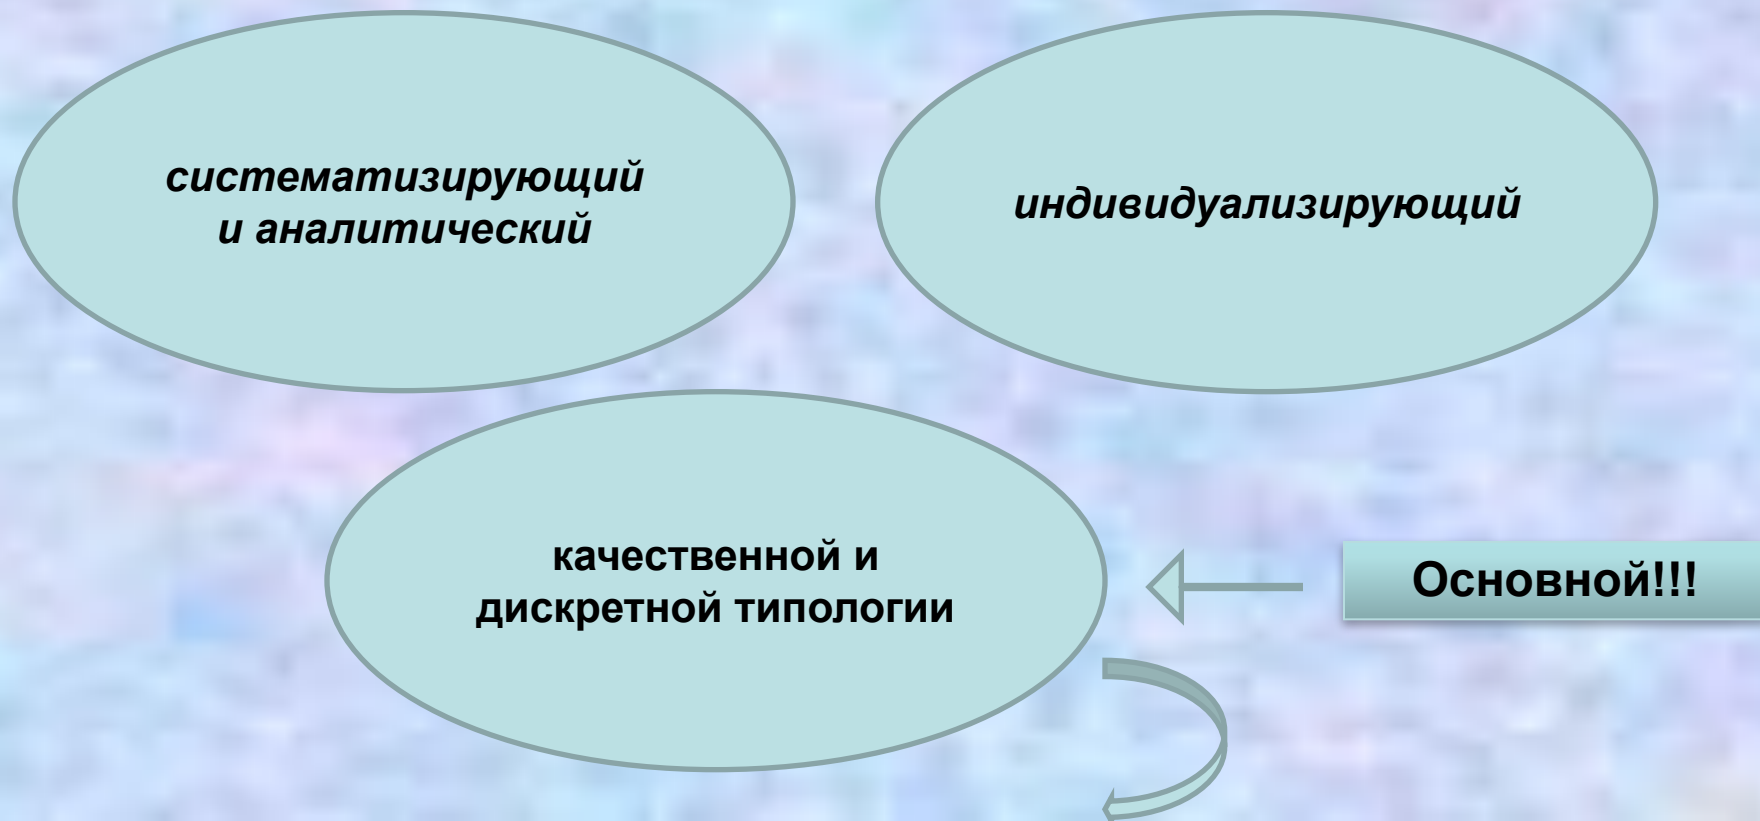 систематизирующий
и аналитический
индивидуализирующий
качественной и
дискретной типологии
Основной!!!